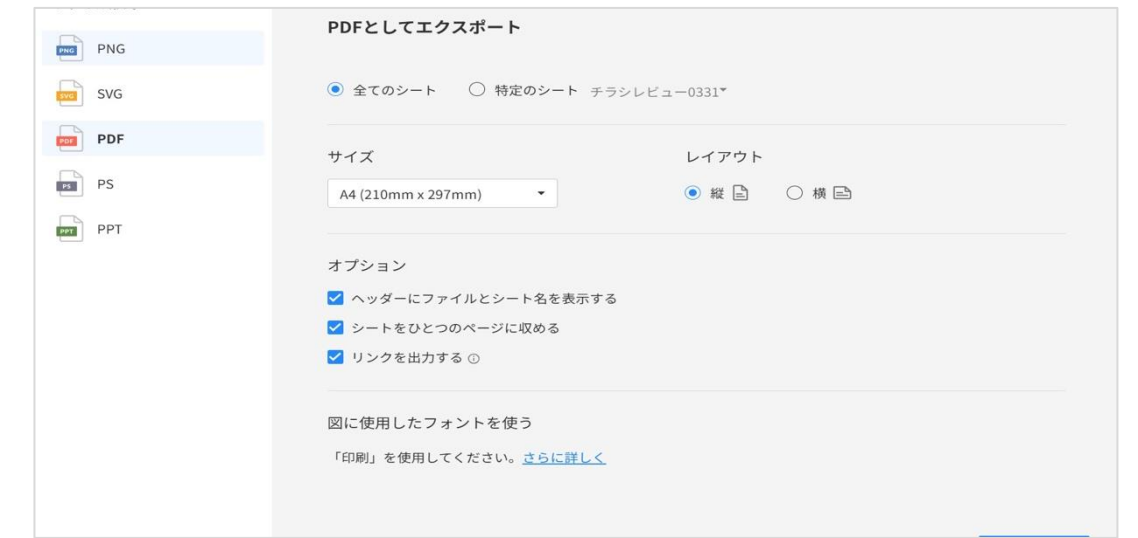 PNG
SVG
PDF
PS
PPT
PDFとしてエクスポート
全てのシート 特定のシート チラシレビュー0331
サイズ レイアウト
A4 (210mm x 297mm) 縦 横
オプション
ヘッダーにファイルとシート名を表示する
シートをひとつのページに収める
リンクを出力する
図に使用したフォントを使う
「印刷」を使用してください。さらに詳しく